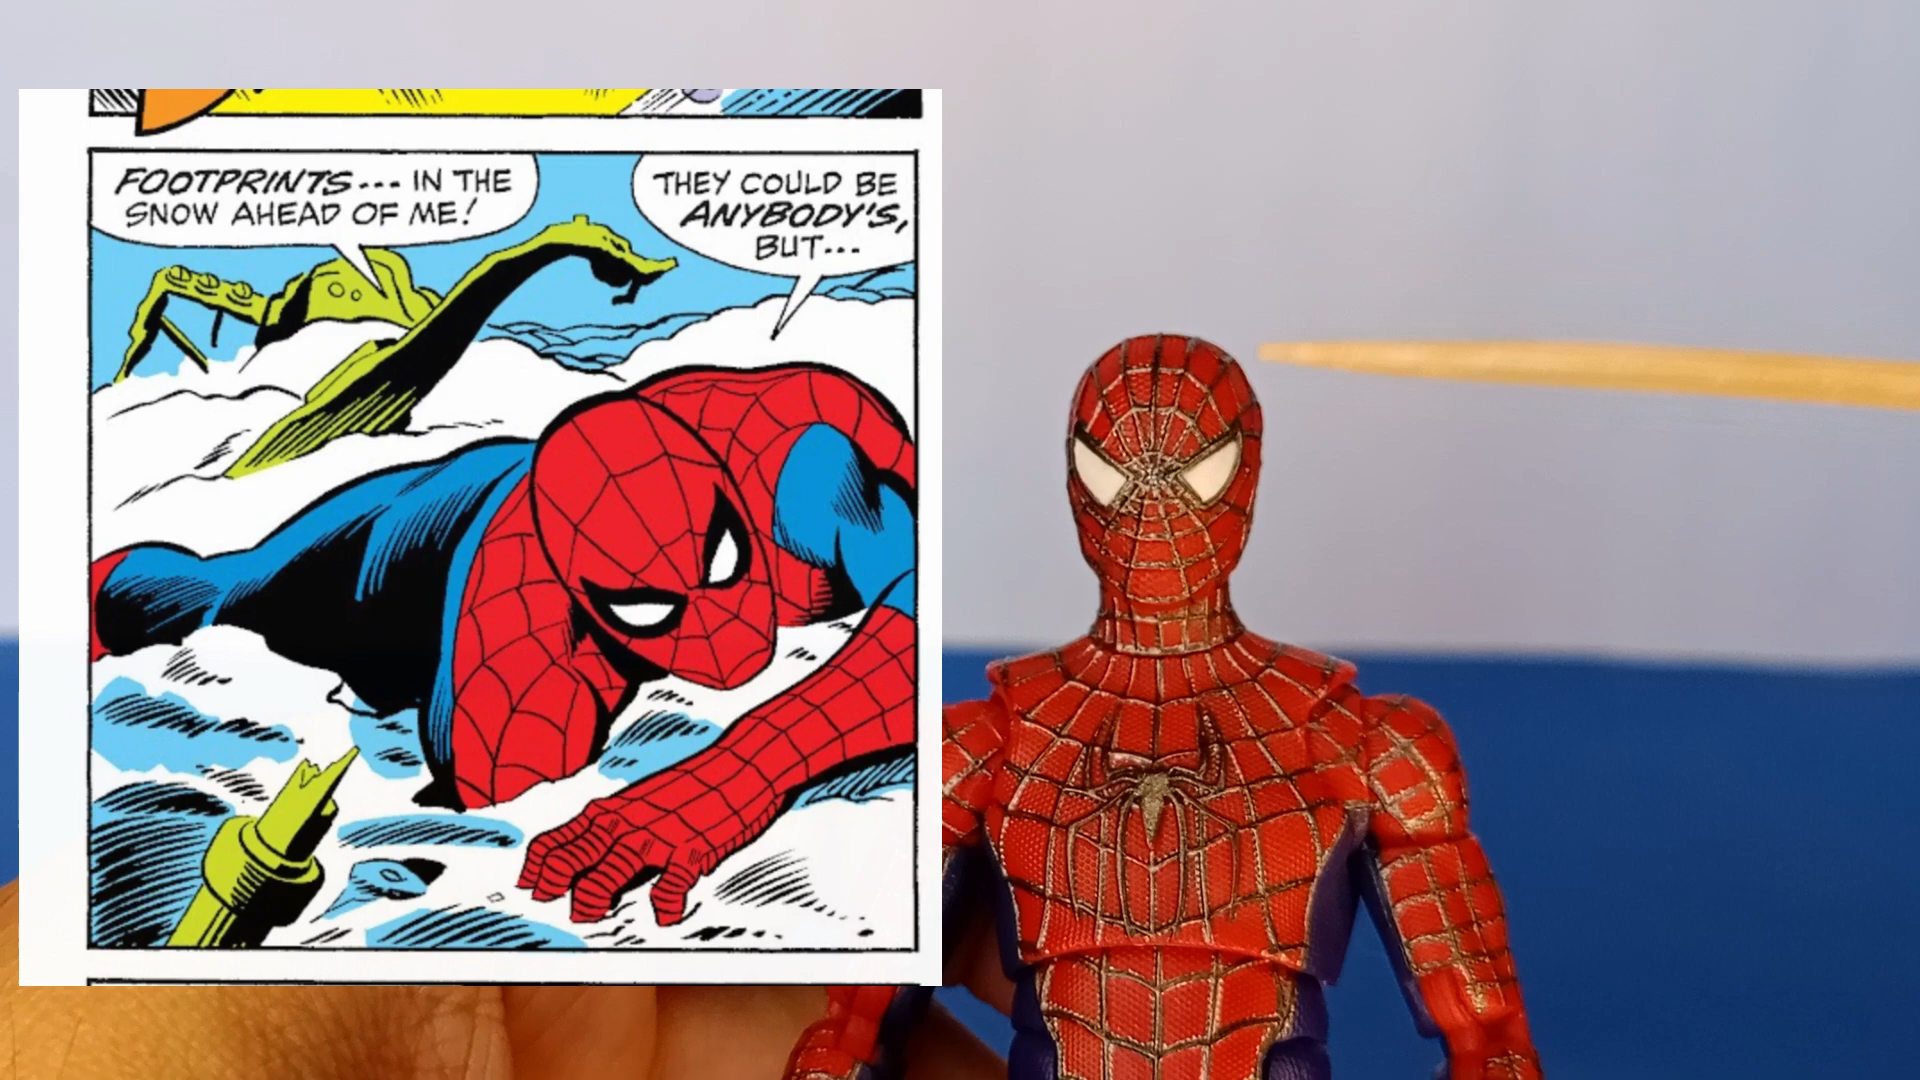 FOOTPRINTS--- IN THE
SNOW AHEAD OF ME!
THEY COULD BE
ANYBODY'S,
BUT---